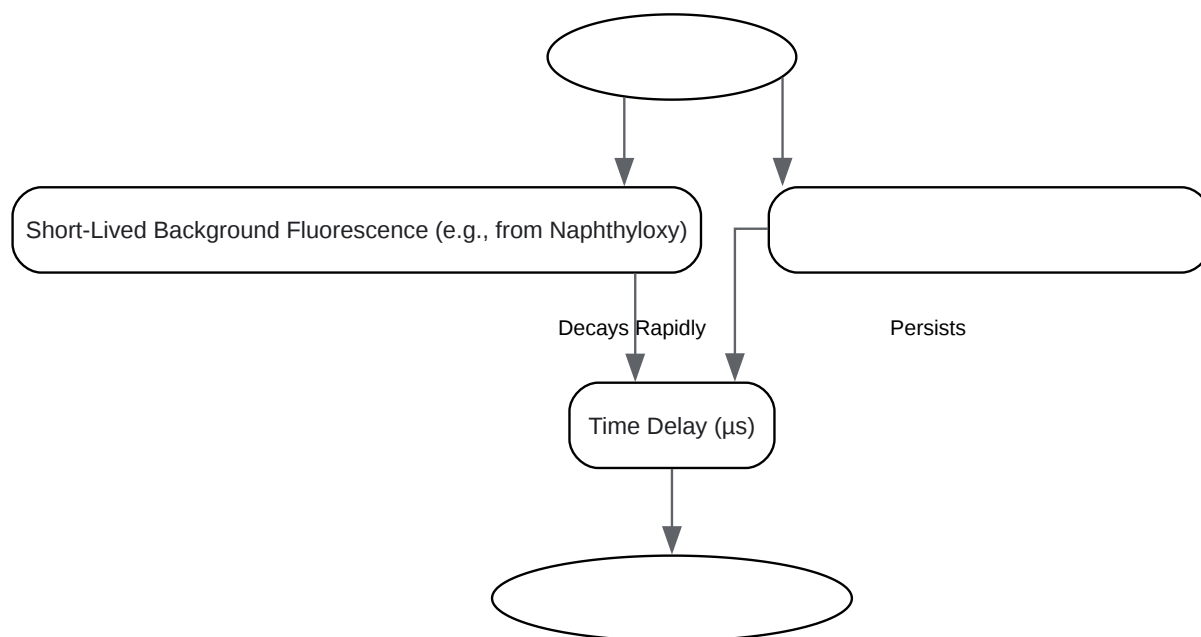 Short-Lived Background Fluorescence (e.g., from Naphthyloxy)
Decays Rapidly
Persists
Time Delay (µs)